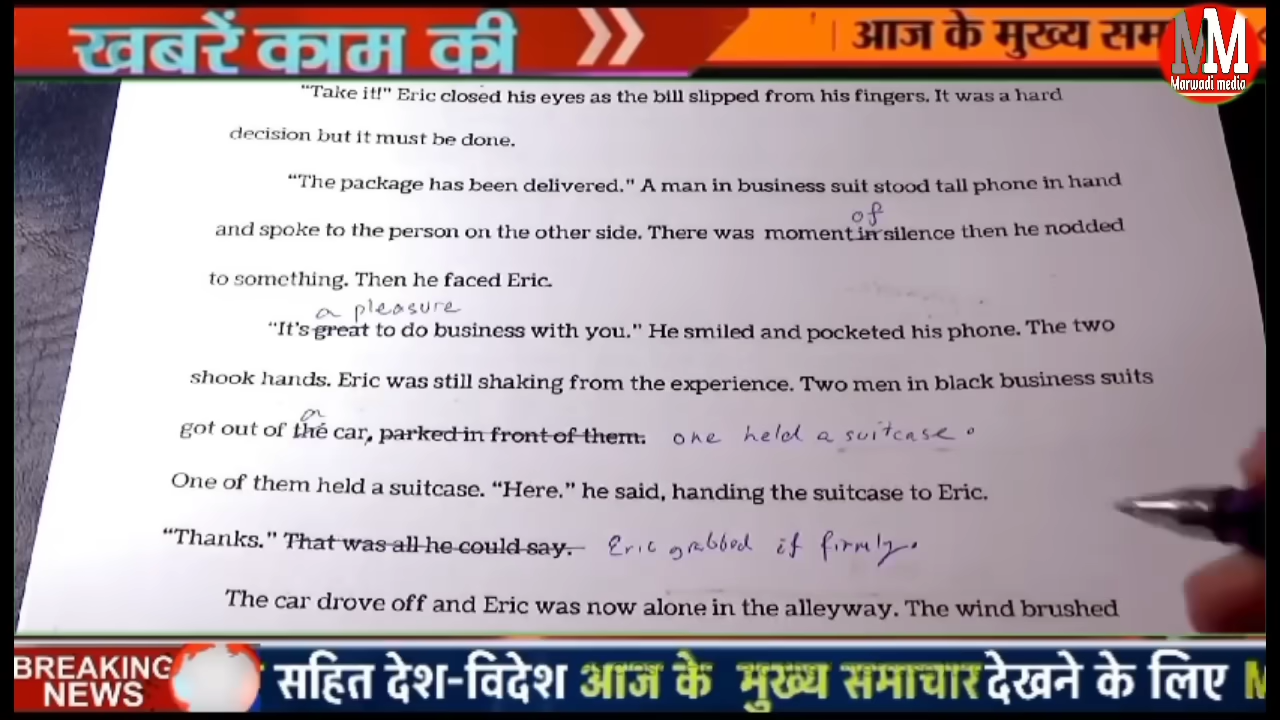 खबरें काम की
आज के मुख्य सम
MM
Marwadi media
"Take it!" Eric closed his eyes as the bill slipped from his fingers. It was a hard
decision but it must be done.
"The package has been delivered." A man in business suit stood tall phone in hand
of
and spoke to the person on the other side. There was moment in silence then he nodded
to something. Then he faced Eric.
a pleasure
"It's great to do business with you." He smiled and pocketed his phone. The two
shook hands. Eric was still shaking from the experience. Two men in black business suits
a
got out of the car, parked in front of them. one held a suitcase.
One of them held a suitcase. "Here." he said, handing the suitcase to Eric.
"Thanks." That was all he could say. Eric grabbed it firmly.
The car drove off and Eric was now alone in the alleyway. The wind brushed
BREAKING
NEWS
सहित देश-विदेश आज के मुख्य समाचार देखने के लिए M